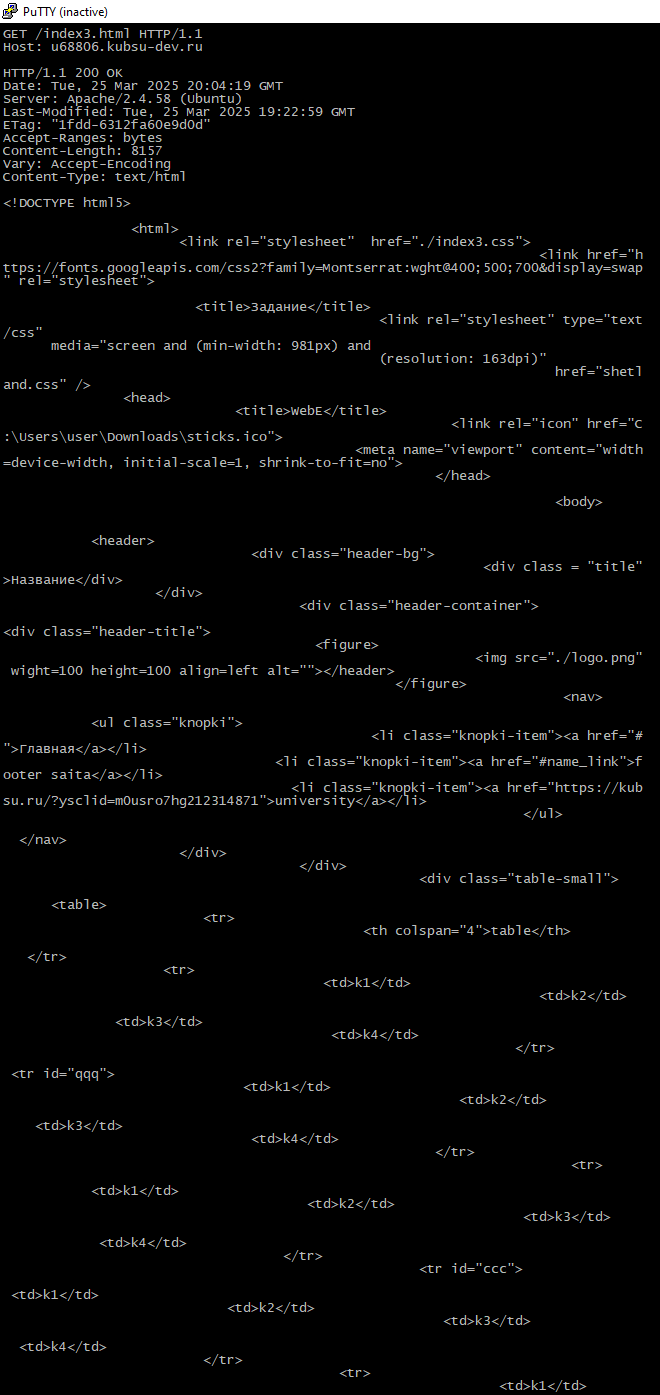 PuTTY (inactive)
GET /index3.html HTTP/1.1
Host: u68806.kubsu-dev.ru
HTTP/1.1 200 OK
Date: Tue, 25 Mar 2025 20:04:19 GMT
Server: Apache/2.4.58 (Ubuntu)
Last-Modified: Tue, 25 Mar 2025 19:22:59 GMT
ETag: "1fdd-6312fa60e9d0d"
Accept-Ranges: bytes
Content-Length: 8157
Vary: Accept-Encoding
Content-Type: text/html
<!DOCTYPE html5>
<html>
<link rel="stylesheet"  href="./index3.css">
<link href="h
ttps://fonts.googleapis.com/css2?family=Montserrat:wght@400;500;700&display=swap
" rel="stylesheet">
<title>Задание</title>
<link rel="stylesheet" type="text
/css"
media="screen and (min-width: 981px) and
(resolution: 163dpi)"
href="shetl
and.css" />
<head>
<title>WebE</title>
<link rel="icon" href="C
:\Users\user\Downloads\sticks.ico">
<meta name="viewport" content="width
=device-width, initial-scale=1, shrink-to-fit=no">
</head>
<body>
<header>
<div class="header-bg">
<div class = "title"
>Название</div>
</div>
<div class="header-container">
<div class="header-title">
<figure>
<img src="./logo.png"
wight=100 height=100 align=left alt=""></header>
</figure>
<nav>
<ul class="knopki">
<li class="knopki-item"><a href="#
">Главная</a></li>
<li class="knopki-item"><a href="#name_link">f
ooter saita</a></li>
<li class="knopki-item"><a href="https://kub
su.ru/?ysclid=m0usro7hg212314871">university</a></li>
</ul>
</nav>
</div>
</div>
<div class="table-small">
<table>
<tr>
<th colspan="4">table</th>
</tr>
<tr>
<td>k1</td>
<td>k2</td>
<td>k3</td>
<td>k4</td>
</tr>
<tr id="qqq">
<td>k1</td>
<td>k2</td>
<td>k3</td>
<td>k4</td>
</tr>
<tr>
<td>k1</td>
<td>k2</td>
<td>k3</td>
<td>k4</td>
</tr>
<tr id="ccc">
<td>k1</td>
<td>k2</td>
<td>k3</td>
<td>k4</td>
</tr>
<tr>
<td>k1</td>